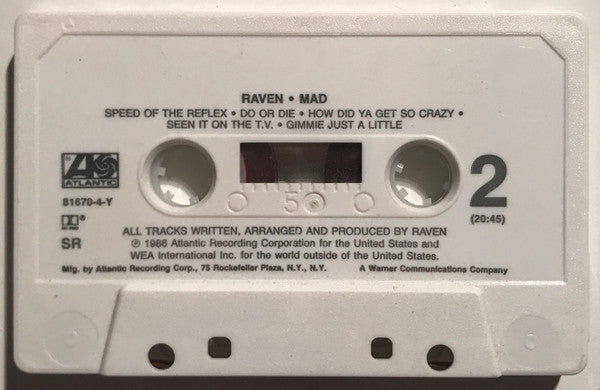 RAVEN • MAD
SPEED OF THE REFLEX • DO OR DIE • HOW DID YA GET SO CRAZY •
SEEN IT ON THE T.V. • GIMMIE JUST A LITTLE
ATLANTIC
81670-4-Y
SR
5
2
(20:45)
ALL TRACKS WRITTEN, ARRANGED AND PRODUCED BY RAVEN
℗ 1986 Atlantic Recording Corporation for the United States and
WEA International Inc. for the world outside of the United States.
Mfg. by Atlantic Recording Corp., 75 Rockefeller Plaza, N.Y., N.Y. A Warner Communications Company